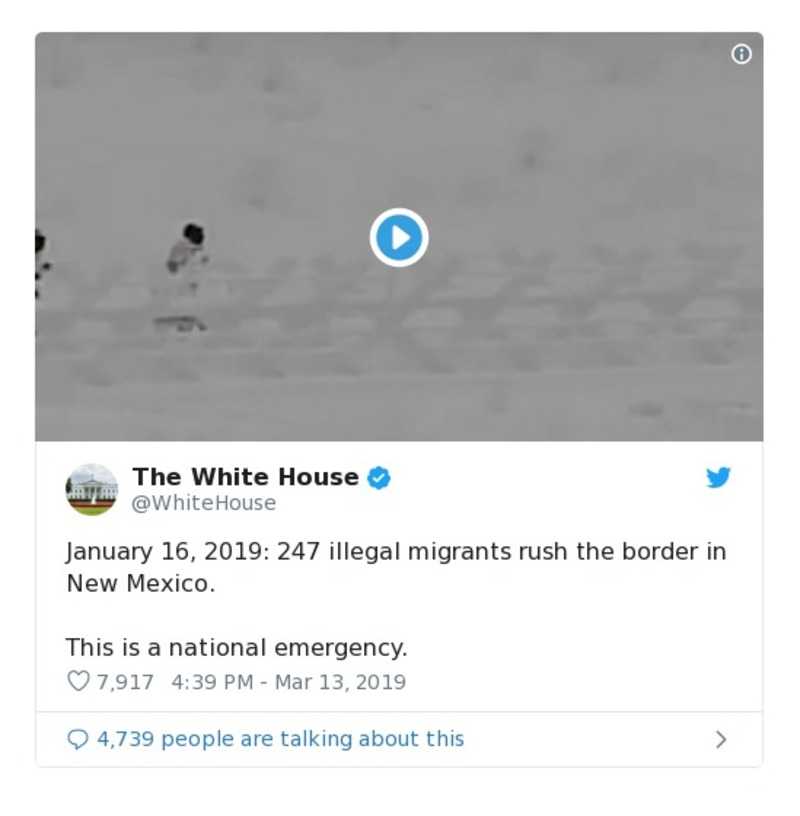 The White House
@WhiteHouse
January 16, 2019: 247 illegal migrants rush the border in
New Mexico.
This is a national emergency.
7,917 4:39 PM - Mar 13, 2019
4,739 people are talking about this